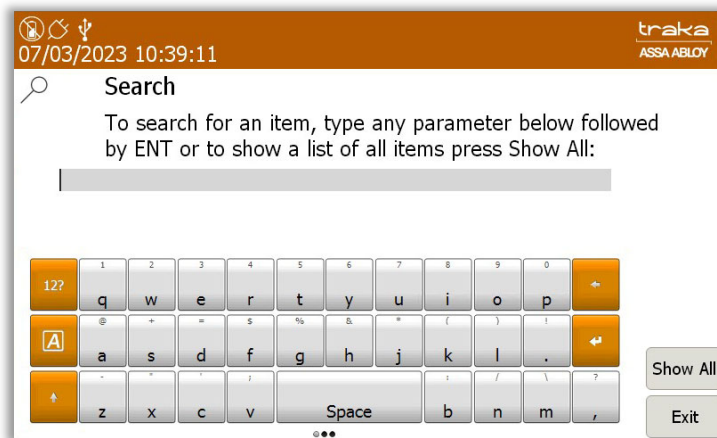 traka
07/03/2023 10:39:11
ASSA ABLOY
Search
To search for an item, type any parameter below followed
by ENT or to show a list of all items press Show All:
12?
1 2 3 4 5 6 7 8 9 0
q w e r t y u i o p
A
@ + = $ % & * ( ) !
a s d f g h j k l .
Show All
- " ' ; : / \ ?
z x c v Space b n m ,
Exit